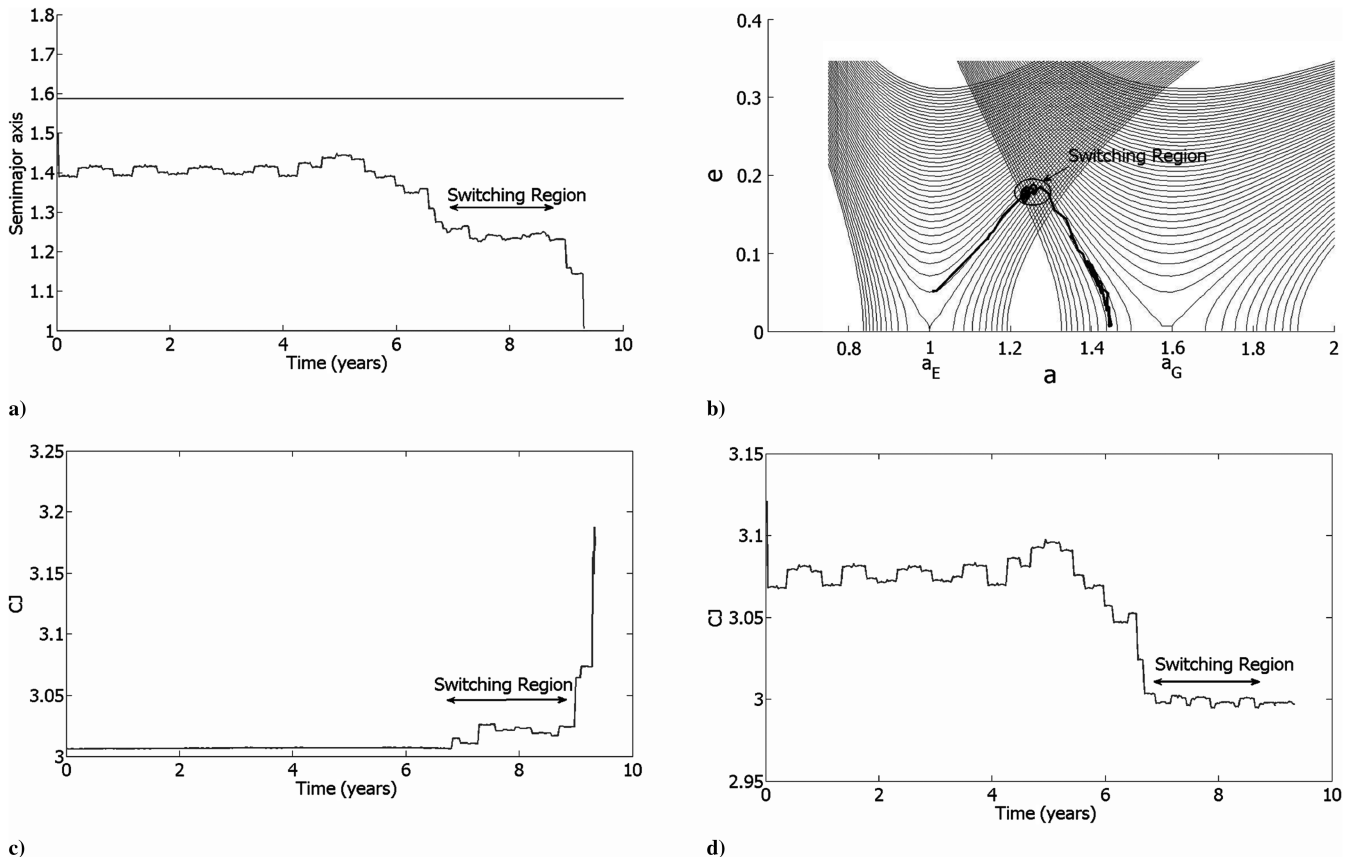 1.8
1.7
1.6
1.5
1.4
1.3
1.2
1.1
1
Semimajor axis
Switching Region
0
2
4
6
8
10
Time (years)
a)
0.4
0.3
0.2
0.1
0
e
Switching Region
0.8
1
1.2
1.4
1.6
1.8
2
aE
a
aG
b)
3.25
3.2
3.15
3.1
3.05
3
CJ
Switching Region
0
2
4
6
8
10
Time (years)
c)
3.15
3.1
3.05
3
2.95
CJ
Switching Region
0
2
4
6
8
10
Time (years)
d)